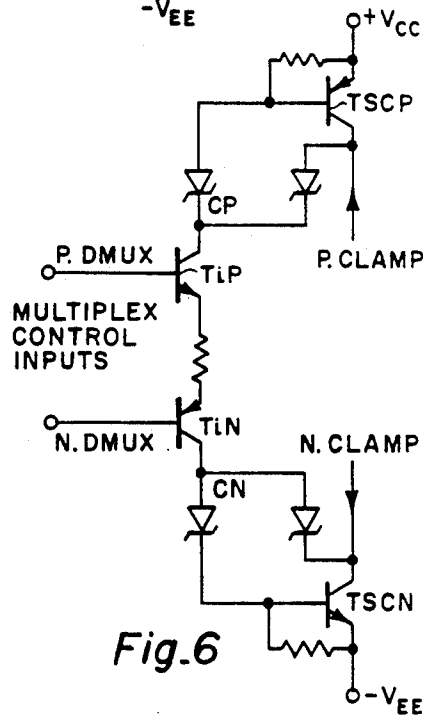 -VEE
+VCC
TSCP
CP
P.CLAMP
P.DMUX
TiP
MULTIPLEX
CONTROL
INPUTS
N.DMUX
TiN
N.CLAMP
CN
TSCN
Fig.6
-VEE